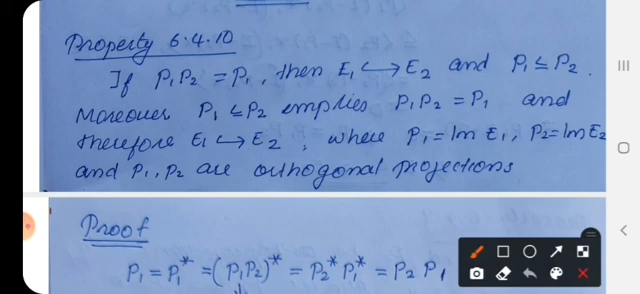 Property 6.4.10
If P₁P₂ = P₁, then E₁ ↔ E₂ and P₁ ≤ P₂.
Moreover P₁ ≤ P₂ emplies P₁P₂ = P₁ and
therefore E₁ ↔ E₂, where P₁ = Im E₁, P₂ = Im E₂
and P₁, P₂ are orthogonal projections
Proof
P₁ = P₁* = (P₁P₂)* = P₂* P₁* = P₂ P₁